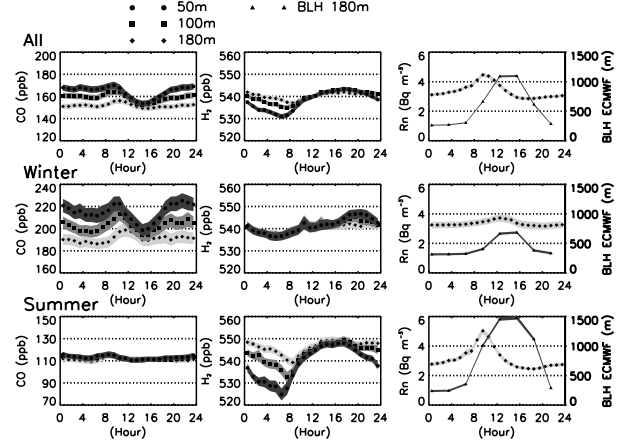 50m
100m
180m
BLH 180m
All
CO (ppb)
200
180
160
140
120
0 4 8 12 16 20 24
(Hour)
H₂ (ppb)
560
550
540
530
520
0 4 8 12 16 20 24
(Hour)
Rn (Bq m⁻³)
6
4
2
0
0 4 8 12 16 20 24
(Hour)
1500
1000
500
0
BLH ECMWF (m)
Winter
CO (ppb)
240
220
200
180
160
0 4 8 12 16 20 24
(Hour)
H₂ (ppb)
560
550
540
530
520
0 4 8 12 16 20 24
(Hour)
Rn (Bq m⁻³)
6
4
2
0
0 4 8 12 16 20 24
(Hour)
1500
1000
500
0
BLH ECMWF (m)
Summer
CO (ppb)
150
130
110
90
70
0 4 8 12 16 20 24
(Hour)
H₂ (ppb)
560
550
540
530
520
0 4 8 12 16 20 24
(Hour)
Rn (Bq m⁻³)
6
4
2
0
0 4 8 12 16 20 24
(Hour)
1500
1000
500
0
BLH ECMWF (m)